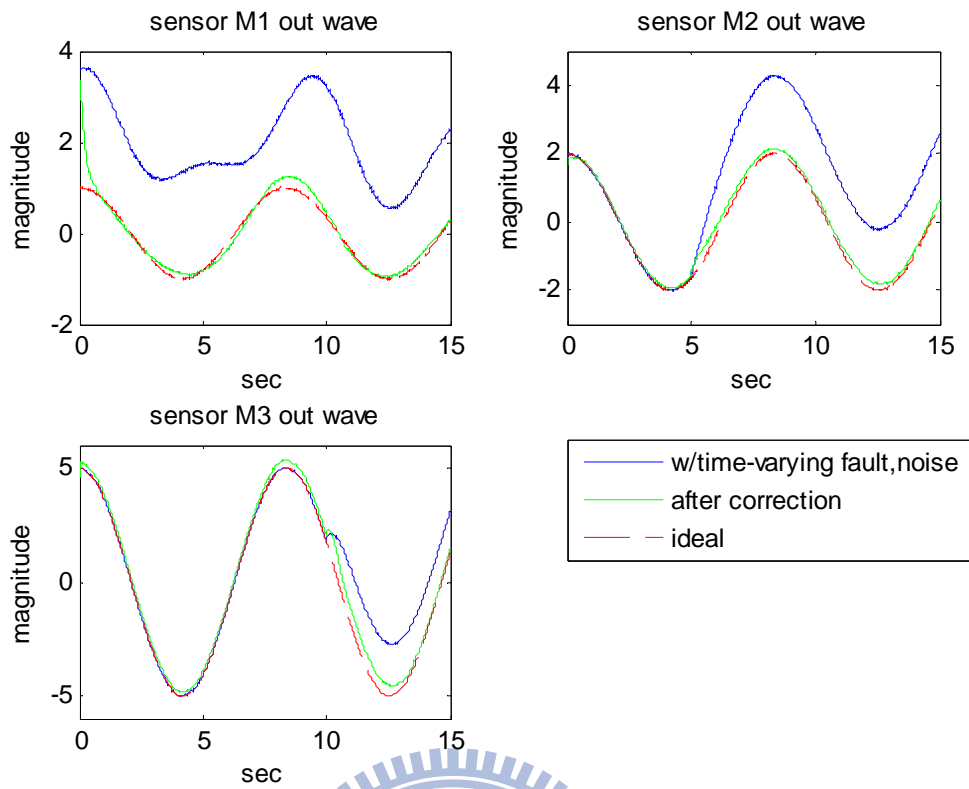 sensor M1 out wave
4
2
0
-2
magnitude
0
5
10
15
sec
sensor M2 out wave
4
2
0
-2
magnitude
0
5
10
15
sec
sensor M3 out wave
5
0
-5
magnitude
0
5
10
15
sec
w/time-varying fault,noise
after correction
ideal